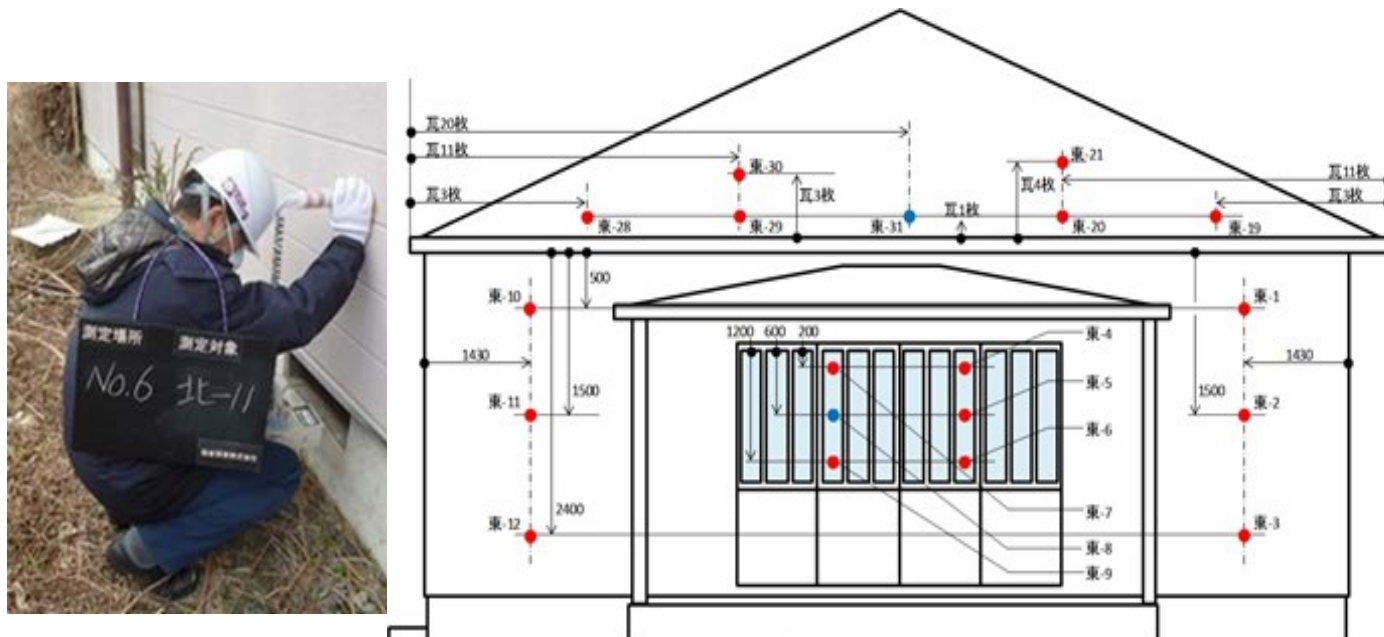 測定場所 測定対象
No.6 北-11
瓦20枚
瓦11枚
瓦3枚
東-30
瓦3枚
東-28
東-29
東-31
瓦1枚
瓦4枚
東-21
東-20
東-19
瓦11枚
瓦3枚
500
東-10
東-1
1200 600 200
東-4
1430
1430
東-5
東-11
1500
1500
東-2
東-6
2400
東-12
東-7
東-3
東-8
東-9